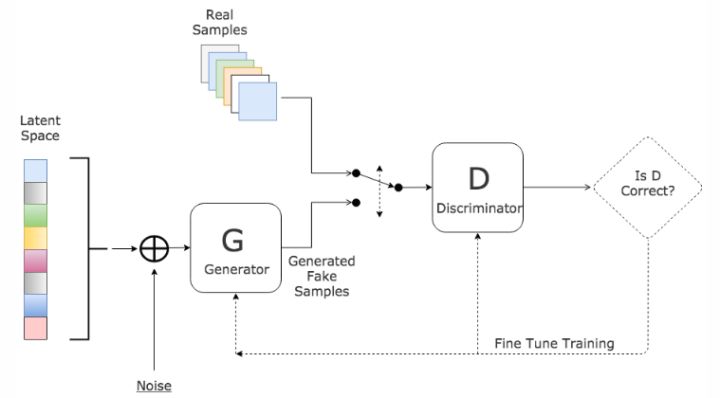 Real
Samples
Latent
Space
D
Discriminator
Is D
Correct?
G
Generator
Generated
Fake
Samples
Fine Tune Training
Noise